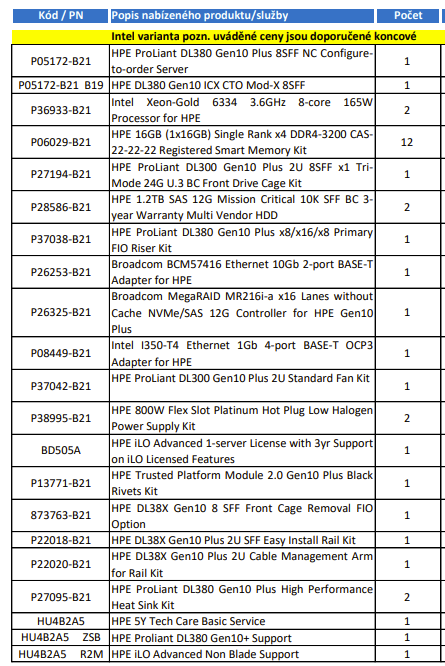 Kód / PN Popis nabízeného produktu/služby Počet
Intel varianta pozn. uváděné ceny jsou doporučené koncové
P05172-B21 HPE ProLiant DL380 Gen10 Plus 8SFF NC Configure-
to-order Server 1
P05172-B21 B19 HPE DL380 Gen10 ICX CTO Mod-X 8SFF 1
P36933-B21 Intel Xeon-Gold 6334 3.6GHz 8-core 165W
Processor for HPE 2
P06029-B21 HPE 16GB (1x16GB) Single Rank x4 DDR4-3200 CAS-
22-22-22 Registered Smart Memory Kit 12
P27194-B21 HPE ProLiant DL300 Gen10 Plus 2U 8SFF x1 Tri-
Mode 24G U.3 BC Front Drive Cage Kit 1
P28586-B21 HPE 1.2TB SAS 12G Mission Critical 10K SFF BC 3-
year Warranty Multi Vendor HDD 2
P37038-B21 HPE ProLiant DL380 Gen10 Plus x8/x16/x8 Primary
FIO Riser Kit 1
P26253-B21 Broadcom BCM57416 Ethernet 10Gb 2-port BASE-T
Adapter for HPE 1
P26325-B21 Broadcom MegaRAID MR216i-a x16 Lanes without
Cache NVMe/SAS 12G Controller for HPE Gen10
Plus 1
P08449-B21 Intel I350-T4 Ethernet 1Gb 4-port BASE-T OCP3
Adapter for HPE 1
P37042-B21 HPE ProLiant DL300 Gen10 Plus 2U Standard Fan Kit 1
P38995-B21 HPE 800W Flex Slot Platinum Hot Plug Low Halogen
Power Supply Kit 2
BD505A HPE iLO Advanced 1-server License with 3yr Support
on iLO Licensed Features 1
P13771-B21 HPE Trusted Platform Module 2.0 Gen10 Plus Black
Rivets Kit 1
873763-B21 HPE DL38X Gen10 8 SFF Front Cage Removal FIO
Option 1
P22018-B21 HPE DL38X Gen10 Plus 2U SFF Easy Install Rail Kit 1
P22020-B21 HPE DL38X Gen10 Plus 2U Cable Management Arm
for Rail Kit 1
P27095-B21 HPE ProLiant DL380 Gen10 Plus High Performance
Heat Sink Kit 2
HU4B2A5 HPE 5Y Tech Care Basic Service 1
HU4B2A5 ZSB HPE Proliant DL380 Gen10+ Support 1
HU4B2A5 R2M HPE iLO Advanced Non Blade Support 1